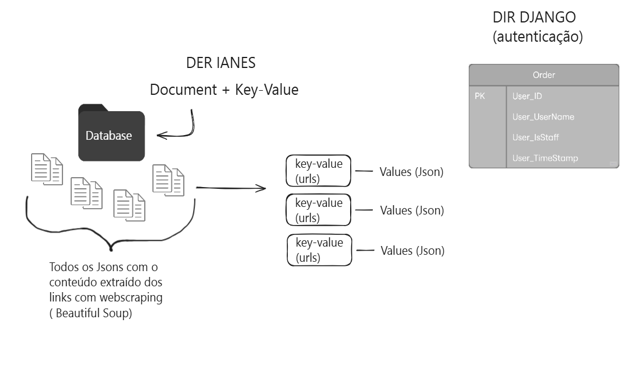 DIR DJANGO
(autenticação)
DER IANES
Document + Key-Value
Database
Order
PK
User_ID
User_UserName
User_IsStaff
User_TimeStamp
key-value
(urls)
Values (Json)
key-value
(urls)
Values (Json)
key-value
(urls)
Values (Json)
Todos os Jsons com o
conteúdo extraído dos
links com webscraping
( Beautiful Soup)